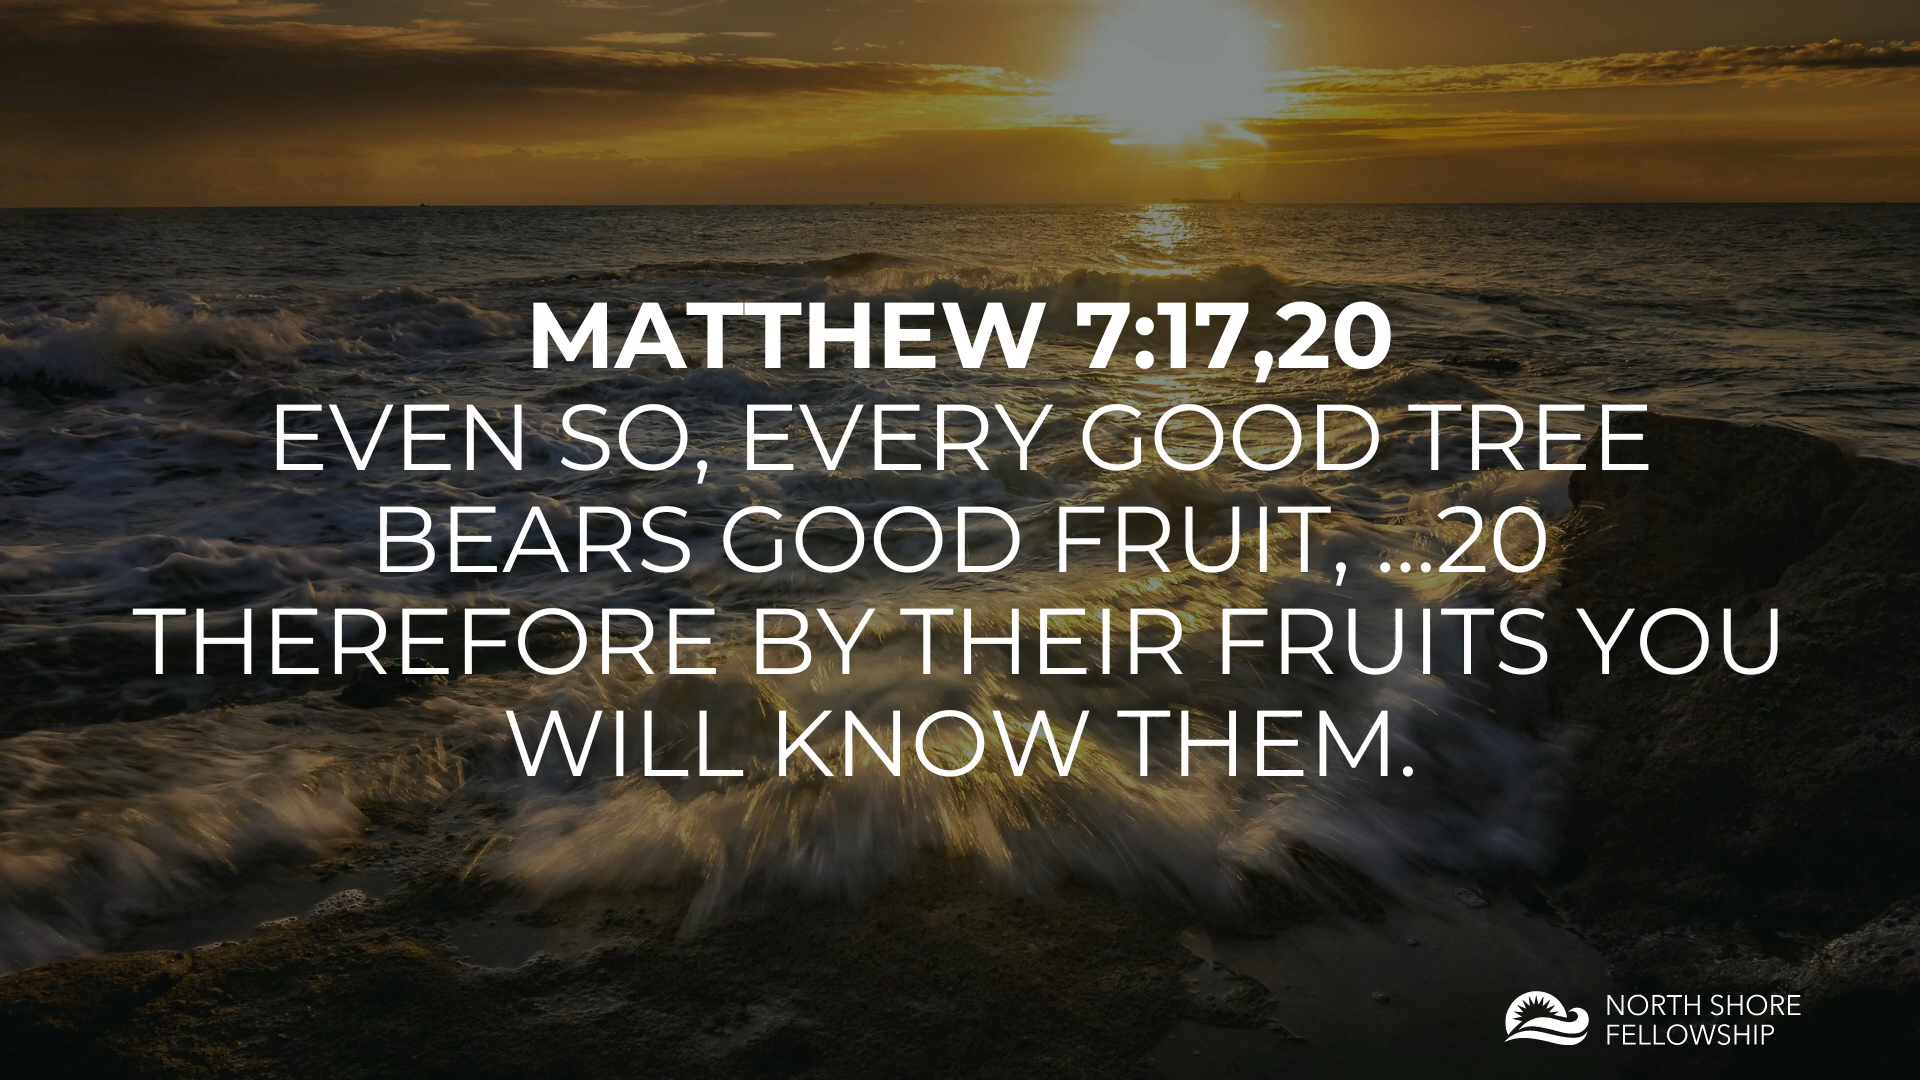 MATTHEW 7:17,20
EVEN SO, EVERY GOOD TREE
BEARS GOOD FRUIT, ...20
THEREFORE BY THEIR FRUITS YOU
WILL KNOW THEM.
NORTH SHORE
FELLOWSHIP